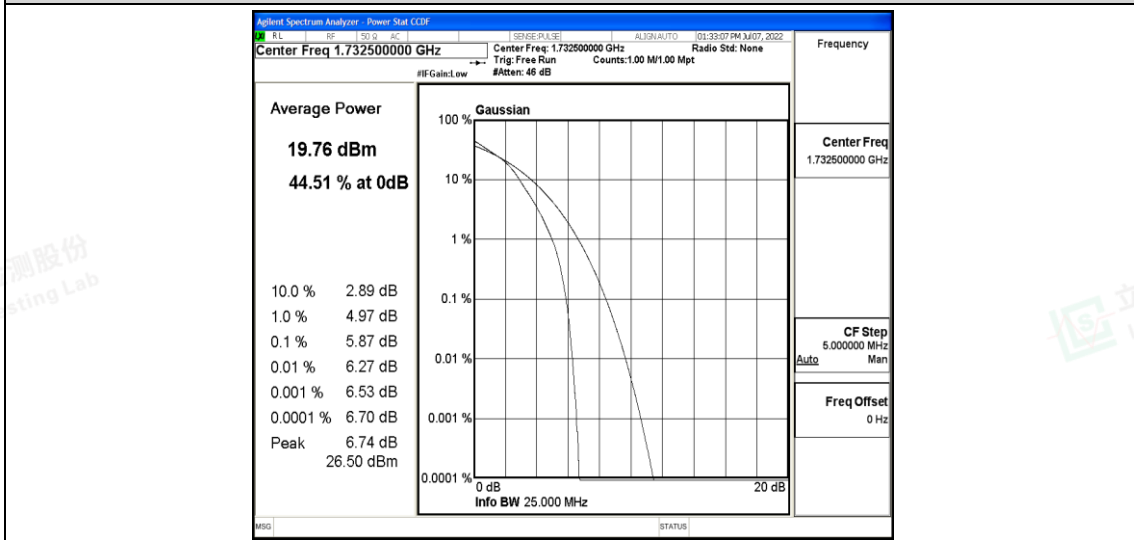 Agilent Spectrum Analyzer - Power Stat CCDF
RL RF 50 Ω AC SENSE:PULSE ALIGN AUTO 01:33:07 PM Jul 07, 2022
Center Freq 1.732500000 GHz
Center Freq: 1.732500000 GHz Radio Std: None
Trig: Free Run Counts:1.00 M/1.00 Mpt
#IFGain:Low #Atten: 46 dB
Frequency
Average Power
19.76 dBm
44.51 % at 0dB
10.0 % 2.89 dB
1.0 % 4.97 dB
0.1 % 5.87 dB
0.01 % 6.27 dB
0.001 % 6.53 dB
0.0001 % 6.70 dB
Peak 6.74 dB
26.50 dBm
Gaussian
100 %
10 %
1 %
0.1 %
0.01 %
0.001 %
0.0001 %
0 dB 20 dB
Info BW 25.000 MHz
Center Freq
1.732500000 GHz
CF Step
5.000000 MHz
Auto Man
Freq Offset
0 Hz
MSG STATUS
测股份
sting Lab
立